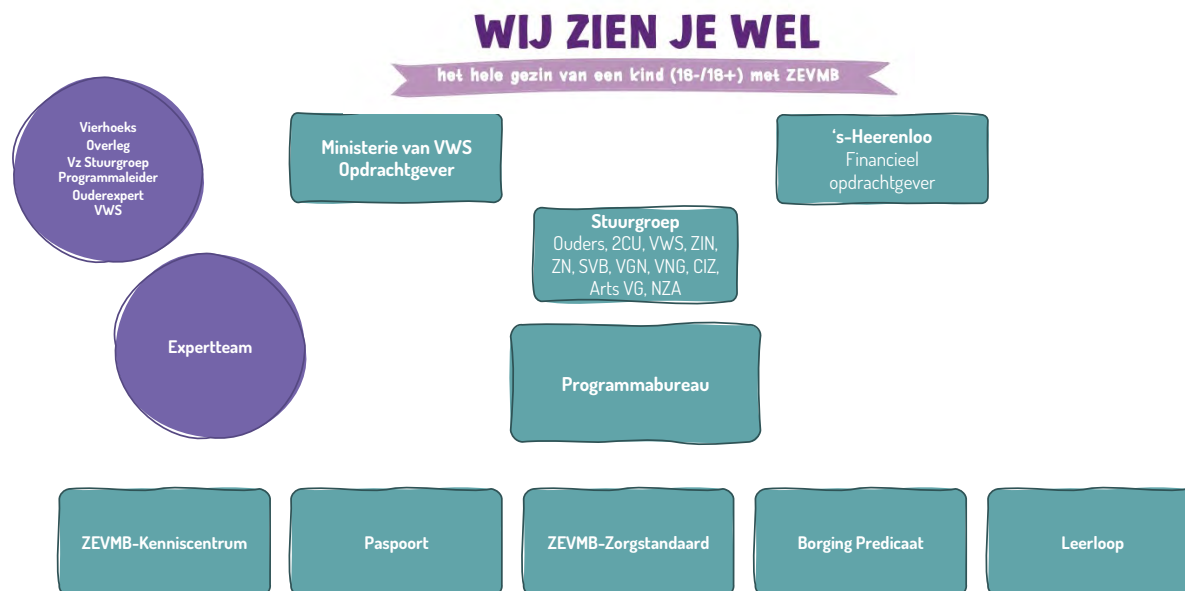 WIJ ZIEN JE WEL
het hele gezin van een kind (18-/18+) met ZEVMB
Vierhoeks
Overleg
Vz Stuurgroep
Programmaleider
Ouderexpert
VWS
Ministerie van VWS
Opdrachtgever
‘s-Heerenloo
Financieel
opdrachtgever
Stuurgroep
Ouders, 2CU, VWS, ZIN,
ZN, SVB, VGN, VNG, CIZ,
Arts VG, NZA
Expertteam
Programmabureau
ZEVMB-Kenniscentrum
Paspoort
ZEVMB-Zorgstandaard
Borging Predicaat
Leerloop